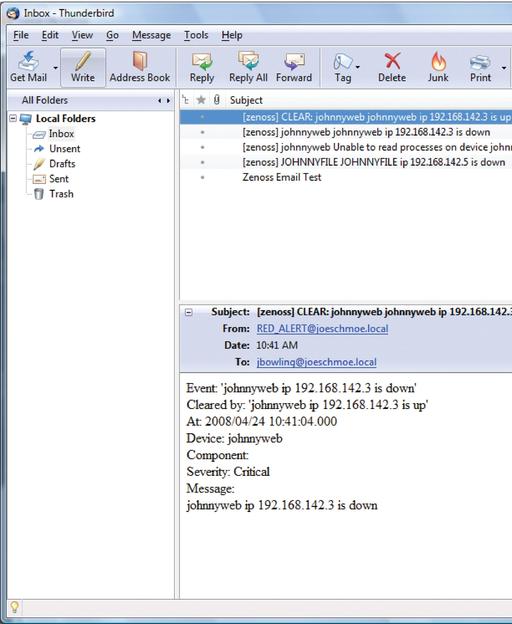 Inbox - Thunderbird
File Edit View Go Message Tools Help
Get Mail Write Address Book Reply Reply All Forward Tag Delete Junk Print
All Folders
Subject
Local Folders
Inbox
Unsent
Drafts
Sent
Trash
[zenoss] CLEAR: johnnyweb johnnyweb ip 192.168.142.3 is up
[zenoss] johnnyweb johnnyweb ip 192.168.142.3 is down
[zenoss] johnnyweb Unable to read processes on device john
[zenoss] JOHNNYFILE JOHNNYFILE ip 192.168.142.5 is down
Zenoss Email Test
Subject: [zenoss] CLEAR: johnnyweb johnnyweb ip 192.168.142.3
From: RED_ALERT@joeschmoe.local
Date: 10:41 AM
To: jbowling@joeschmoe.local
Event: 'johnnyweb ip 192.168.142.3 is down'
Cleared by: 'johnnyweb ip 192.168.142.3 is up'
At: 2008/04/24 10:41:04.000
Device: johnnyweb
Component:
Severity: Critical
Message:
johnnyweb ip 192.168.142.3 is down